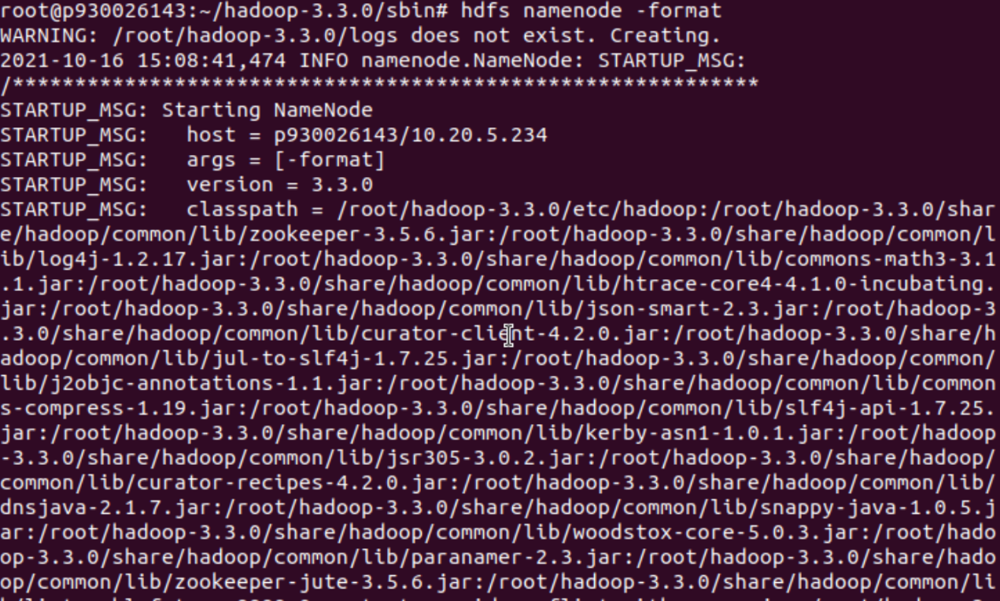 root@p930026143:~/hadoop-3.3.0/sbin# hdfs namenode -format
WARNING: /root/hadoop-3.3.0/logs does not exist. Creating.
2021-10-16 15:08:41,474 INFO namenode.NameNode: STARTUP_MSG:
/************************************************************
STARTUP_MSG: Starting NameNode
STARTUP_MSG:   host = p930026143/10.20.5.234
STARTUP_MSG:   args = [-format]
STARTUP_MSG:   version = 3.3.0
STARTUP_MSG:   classpath = /root/hadoop-3.3.0/etc/hadoop:/root/hadoop-3.3.0/shar
e/hadoop/common/lib/zookeeper-3.5.6.jar:/root/hadoop-3.3.0/share/hadoop/common/l
ib/log4j-1.2.17.jar:/root/hadoop-3.3.0/share/hadoop/common/lib/commons-math3-3.1
.1.jar:/root/hadoop-3.3.0/share/hadoop/common/lib/htrace-core4-4.1.0-incubating.
jar:/root/hadoop-3.3.0/share/hadoop/common/lib/json-smart-2.3.jar:/root/hadoop-3
.3.0/share/hadoop/common/lib/curator-client-4.2.0.jar:/root/hadoop-3.3.0/share/h
adoop/common/lib/jul-to-slf4j-1.7.25.jar:/root/hadoop-3.3.0/share/hadoop/common/
lib/j2objc-annotations-1.1.jar:/root/hadoop-3.3.0/share/hadoop/common/lib/common
s-compress-1.19.jar:/root/hadoop-3.3.0/share/hadoop/common/lib/slf4j-api-1.7.25.
jar:/root/hadoop-3.3.0/share/hadoop/common/lib/kerby-asn1-1.0.1.jar:/root/hadoop
-3.3.0/share/hadoop/common/lib/jsr305-3.0.2.jar:/root/hadoop-3.3.0/share/hadoop/
common/lib/curator-recipes-4.2.0.jar:/root/hadoop-3.3.0/share/hadoop/common/lib/
dnsjava-2.1.7.jar:/root/hadoop-3.3.0/share/hadoop/common/lib/snappy-java-1.0.5.j
ar:/root/hadoop-3.3.0/share/hadoop/common/lib/woodstox-core-5.0.3.jar:/root/hado
op-3.3.0/share/hadoop/common/lib/paranamer-2.3.jar:/root/hadoop-3.3.0/share/hado
op/common/lib/zookeeper-jute-3.5.6.jar:/root/hadoop-3.3.0/share/hadoop/common/li